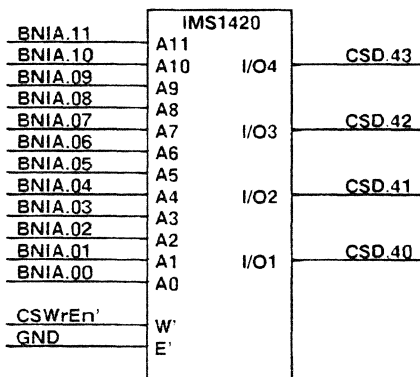 IMS1420
BNIA.11 A11
BNIA.10 A10 I/O4 CSD.43
BNIA.09 A9
BNIA.08 A8
BNIA.07 A7 I/O3 CSD.42
BNIA.06 A6
BNIA.05 A5
BNIA.04 A4 I/O2 CSD.41
BNIA.03 A3
BNIA.02 A2
BNIA.01 A1 I/O1 CSD.40
BNIA.00 A0
CSWrEn' W'
GND E'